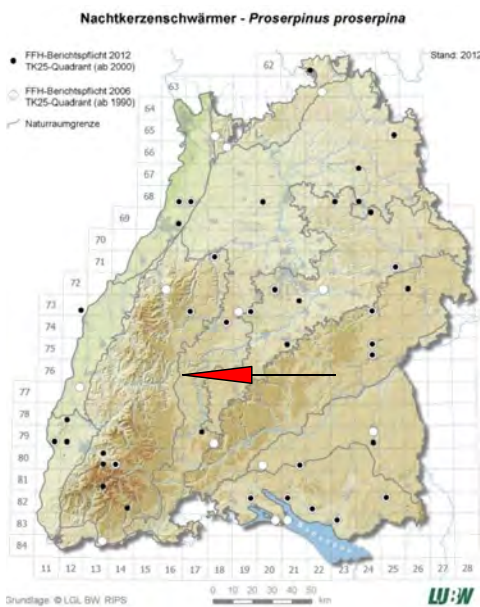 Nachtkerzenschwärmer - Proserpinus proserpina
FFH-Berichtspflicht 2012
TK25-Quadrant (ab 2000)
FFH-Berichtspflicht 2006
TK25-Quadrant (ab 1990)
Naturraumgrenze
Stand: 2012
62
63
64
65
66
67
68
69
70
71
72
73
74
75
76
77
78
79
80
81
82
83
84
11 12 13 14 15 16 17 18 19 20 21 22 23 24 25 26 27 28
0 10 20 30 40 50
km
Grundlage: © LGL BW, RIPS
LUBW